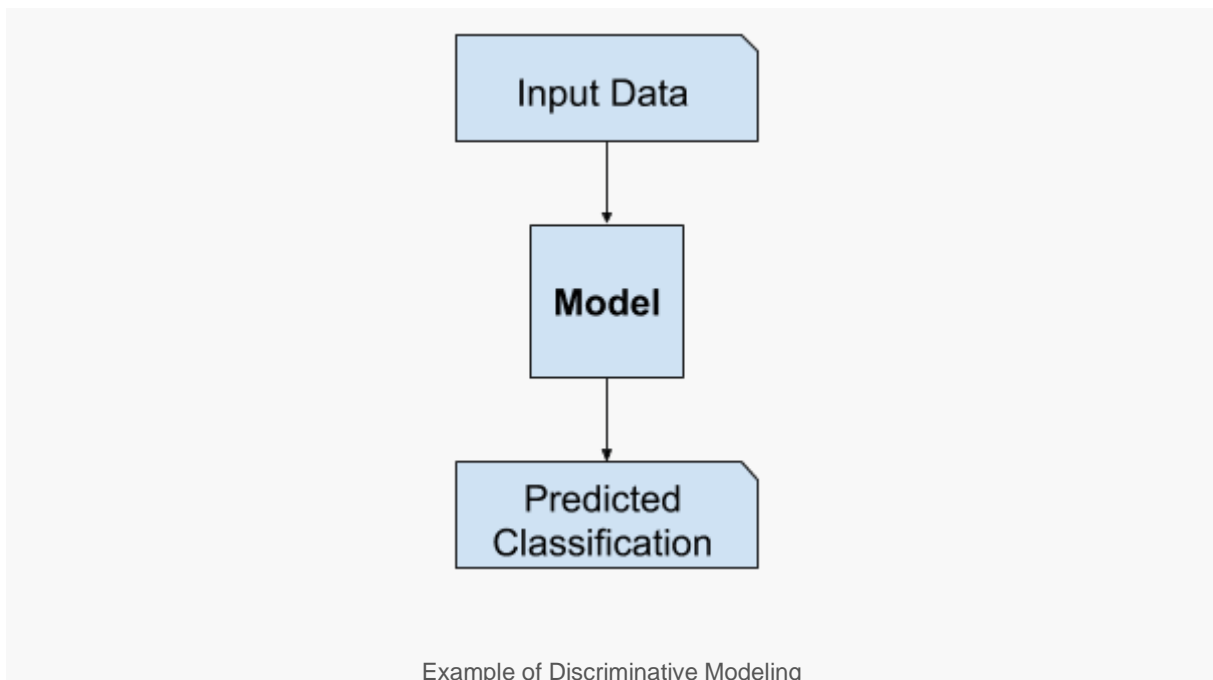 Input Data
Model
Predicted
Classification
Example of Discriminative Modeling